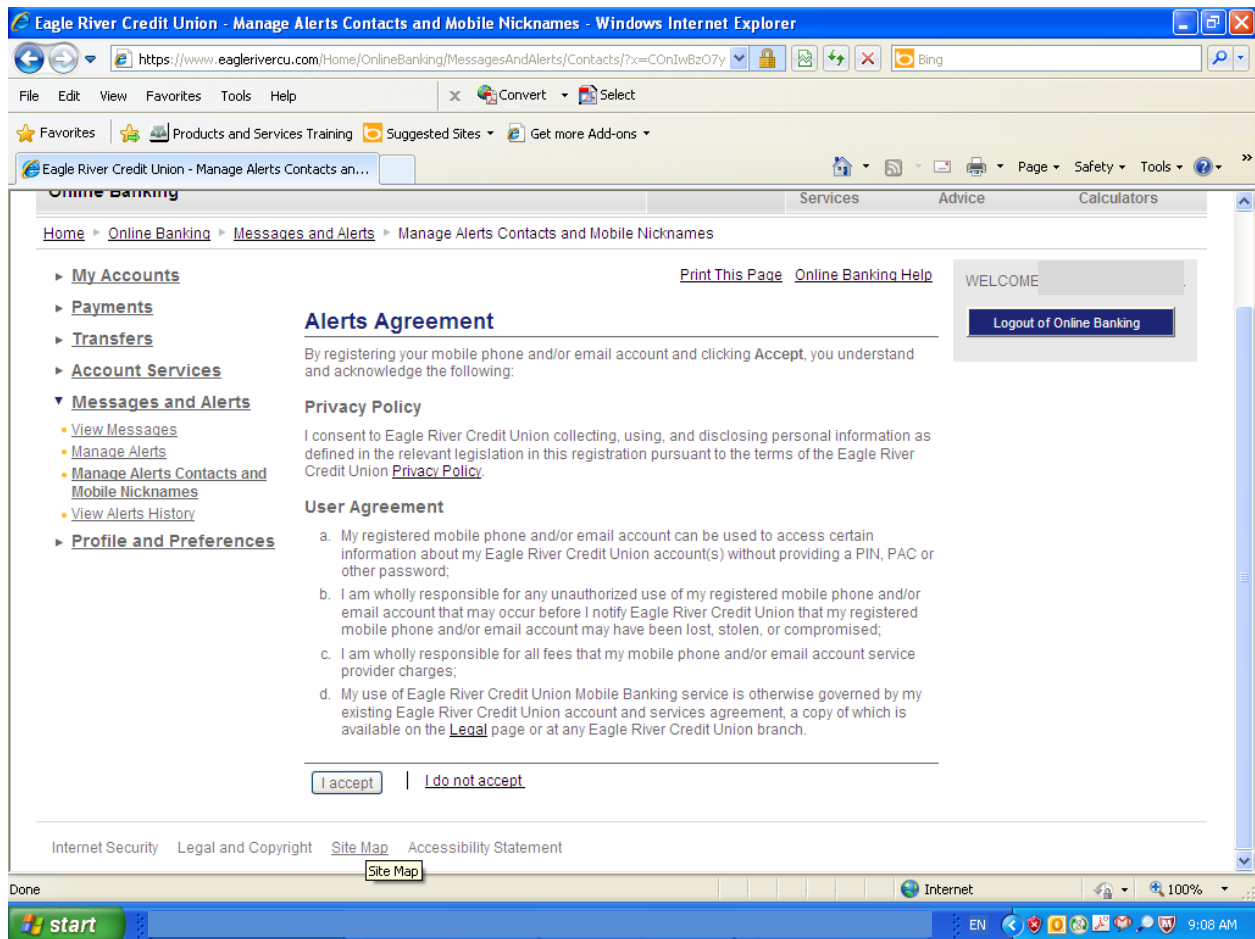 Eagle River Credit Union - Manage Alerts Contacts and Mobile Nicknames - Windows Internet Explorer
https://www.eaglerivercu.com/Home/OnlineBanking/MessagesAndAlerts/Contacts/?x=COnIwBzO7y
Bing
File Edit View Favorites Tools Help
x Convert Select
Favorites Products and Services Training Suggested Sites Get more Add-ons
Eagle River Credit Union - Manage Alerts Contacts an...
Page Safety Tools
Online Banking
Services Advice Calculators
Home Online Banking Messages and Alerts Manage Alerts Contacts and Mobile Nicknames
My Accounts
Payments
Transfers
Account Services
Messages and Alerts
View Messages
Manage Alerts
Manage Alerts Contacts and
Mobile Nicknames
View Alerts History
Profile and Preferences
Print This Page Online Banking Help
Alerts Agreement
By registering your mobile phone and/or email account and clicking Accept, you understand
and acknowledge the following:
Privacy Policy
I consent to Eagle River Credit Union collecting, using, and disclosing personal information as
defined in the relevant legislation in this registration pursuant to the terms of the Eagle River
Credit Union Privacy Policy.
User Agreement
a. My registered mobile phone and/or email account can be used to access certain
information about my Eagle River Credit Union account(s) without providing a PIN, PAC or
other password;
b. I am wholly responsible for any unauthorized use of my registered mobile phone and/or
email account that may occur before I notify Eagle River Credit Union that my registered
mobile phone and/or email account may have been lost, stolen, or compromised;
c. I am wholly responsible for all fees that my mobile phone and/or email account service
provider charges;
d. My use of Eagle River Credit Union Mobile Banking service is otherwise governed by my
existing Eagle River Credit Union account and services agreement, a copy of which is
available on the Legal page or at any Eagle River Credit Union branch.
I accept | I do not accept
WELCOME
Logout of Online Banking
Internet Security Legal and Copyright Site Map Accessibility Statement
Site Map
Done
Internet
100%
start
EN
9:08 AM